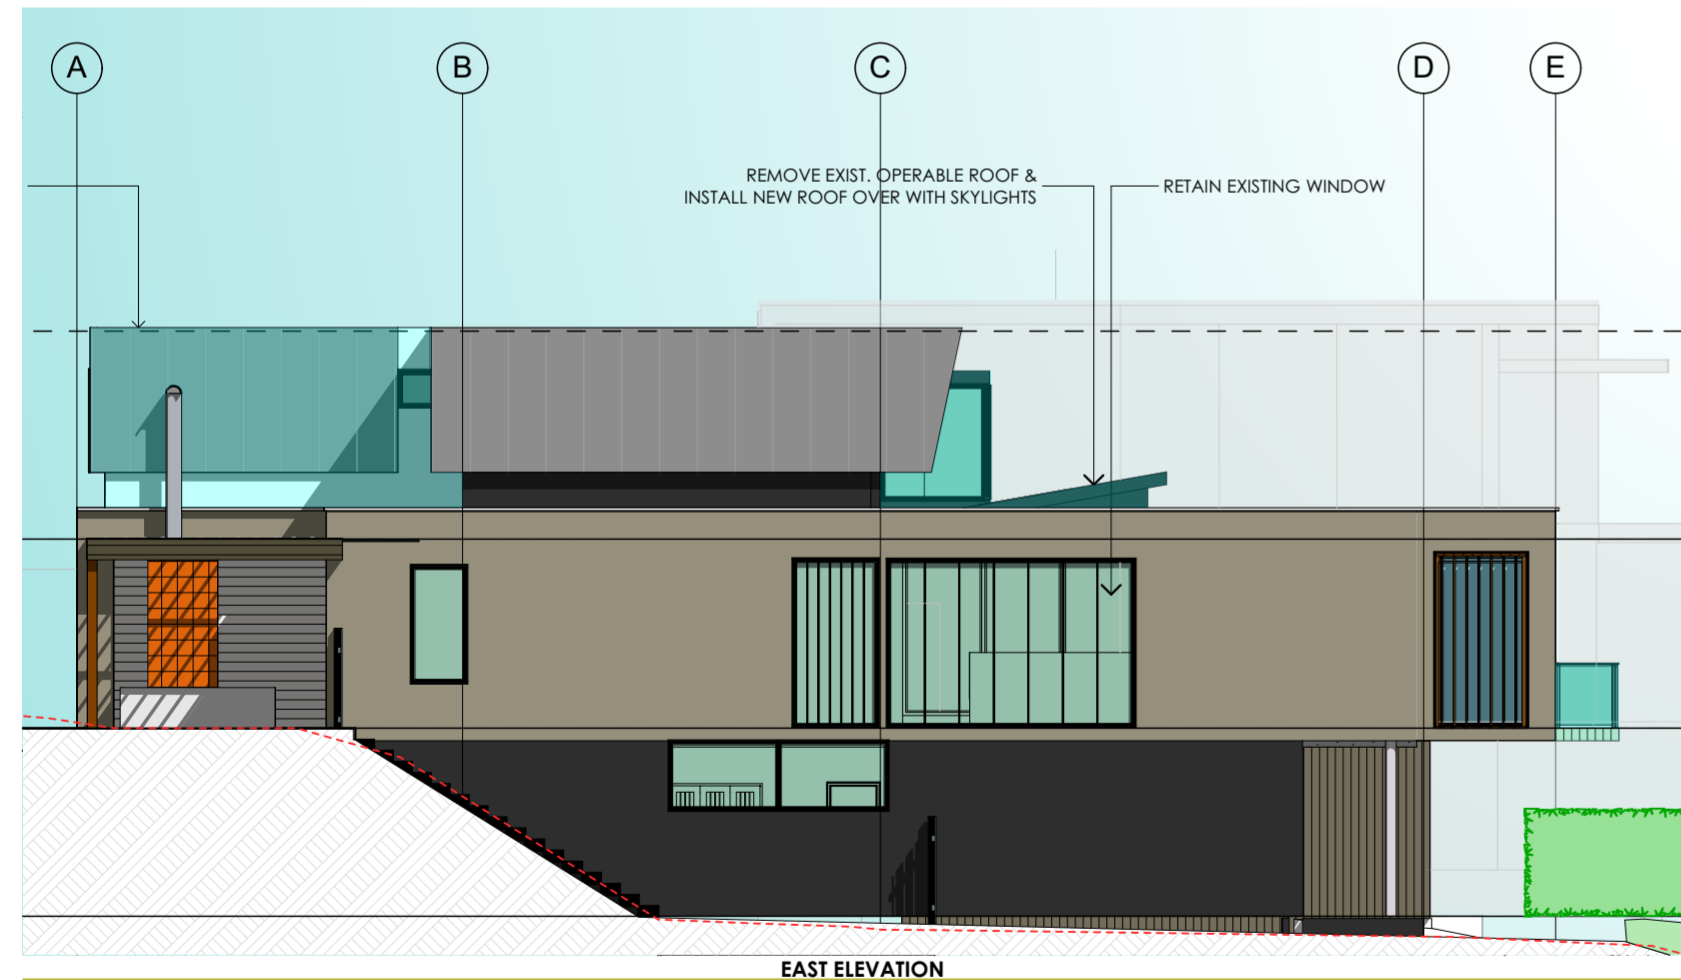 A
B
C
D
E
REMOVE EXIST. OPERABLE ROOF &
INSTALL NEW ROOF OVER WITH SKYLIGHTS
RETAIN EXISTING WINDOW
EAST ELEVATION